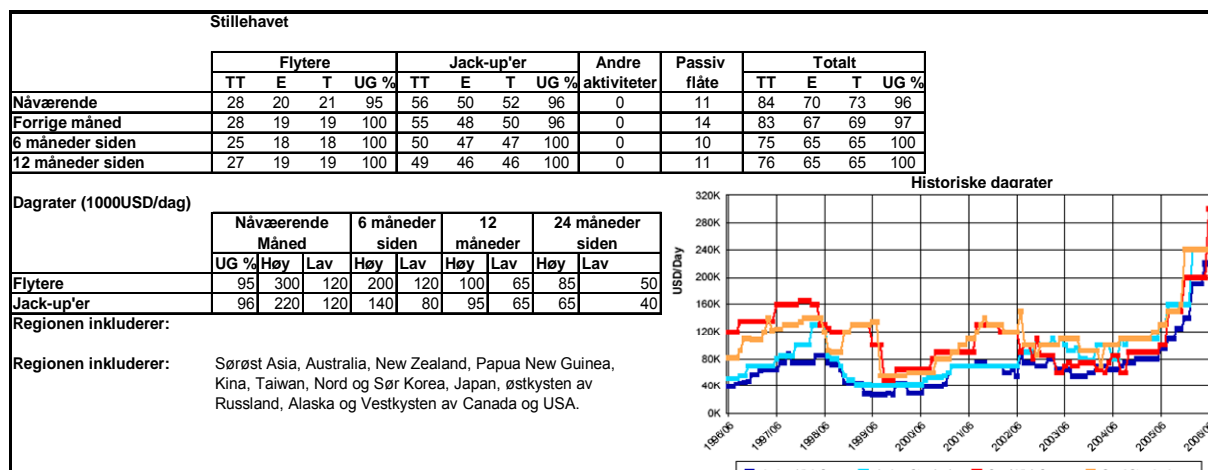 Stillehavet
Flytere Jack-up'er Andre Passiv Totalt
TT E T UG % TT E T UG % aktiviteter flåte TT E T UG %
Nåværende 28 20 21 95 56 50 52 96 0 11 84 70 73 96
Forrige måned 28 19 19 100 55 48 50 96 0 14 83 67 69 97
6 måneder siden 25 18 18 100 50 47 47 100 0 10 75 65 65 100
12 måneder siden 27 19 19 100 49 46 46 100 0 11 76 65 65 100
Dagrater (1000USD/dag)
Nåvæerende 6 måneder 12 24 måneder
Måned siden måneder siden
UG % Høy Lav Høy Lav Høy Lav Høy Lav
Flytere 95 300 120 200 120 100 65 85 50
Jack-up'er 96 220 120 140 80 95 65 65 40
Regionen inkluderer:
Regionen inkluderer: Sørøst Asia, Australia, New Zealand, Papua New Guinea,
Kina, Taiwan, Nord og Sør Korea, Japan, østkysten av
Russland, Alaska og Vestkysten av Canada og USA.
Historiske dagrater
USD/Day
320K
280K
240K
200K
160K
120K
80K
40K
0K
1996/06 1997/06 1998/06 1999/06 2000/06 2001/06 2002/06 2003/06 2004/06 2005/06 2006/